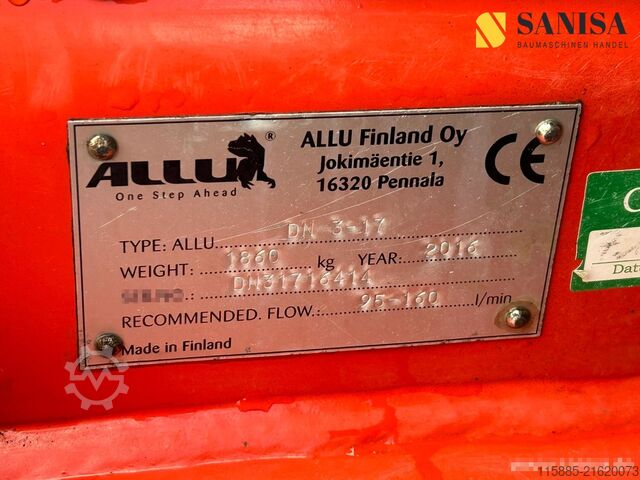 SANISA
BAUMASCHINEN HANDEL
ALLU ®
One Step Ahead
ALLU Finland Oy
Jokimäentie 1,
16320 Pennala
CE
TYPE: ALLU DN 3-17
WEIGHT: 1860 kg YEAR: 2016
DN31716414
RECOMMENDED. FLOW: 95-160 l/min
Made in Finland
115885-21620073